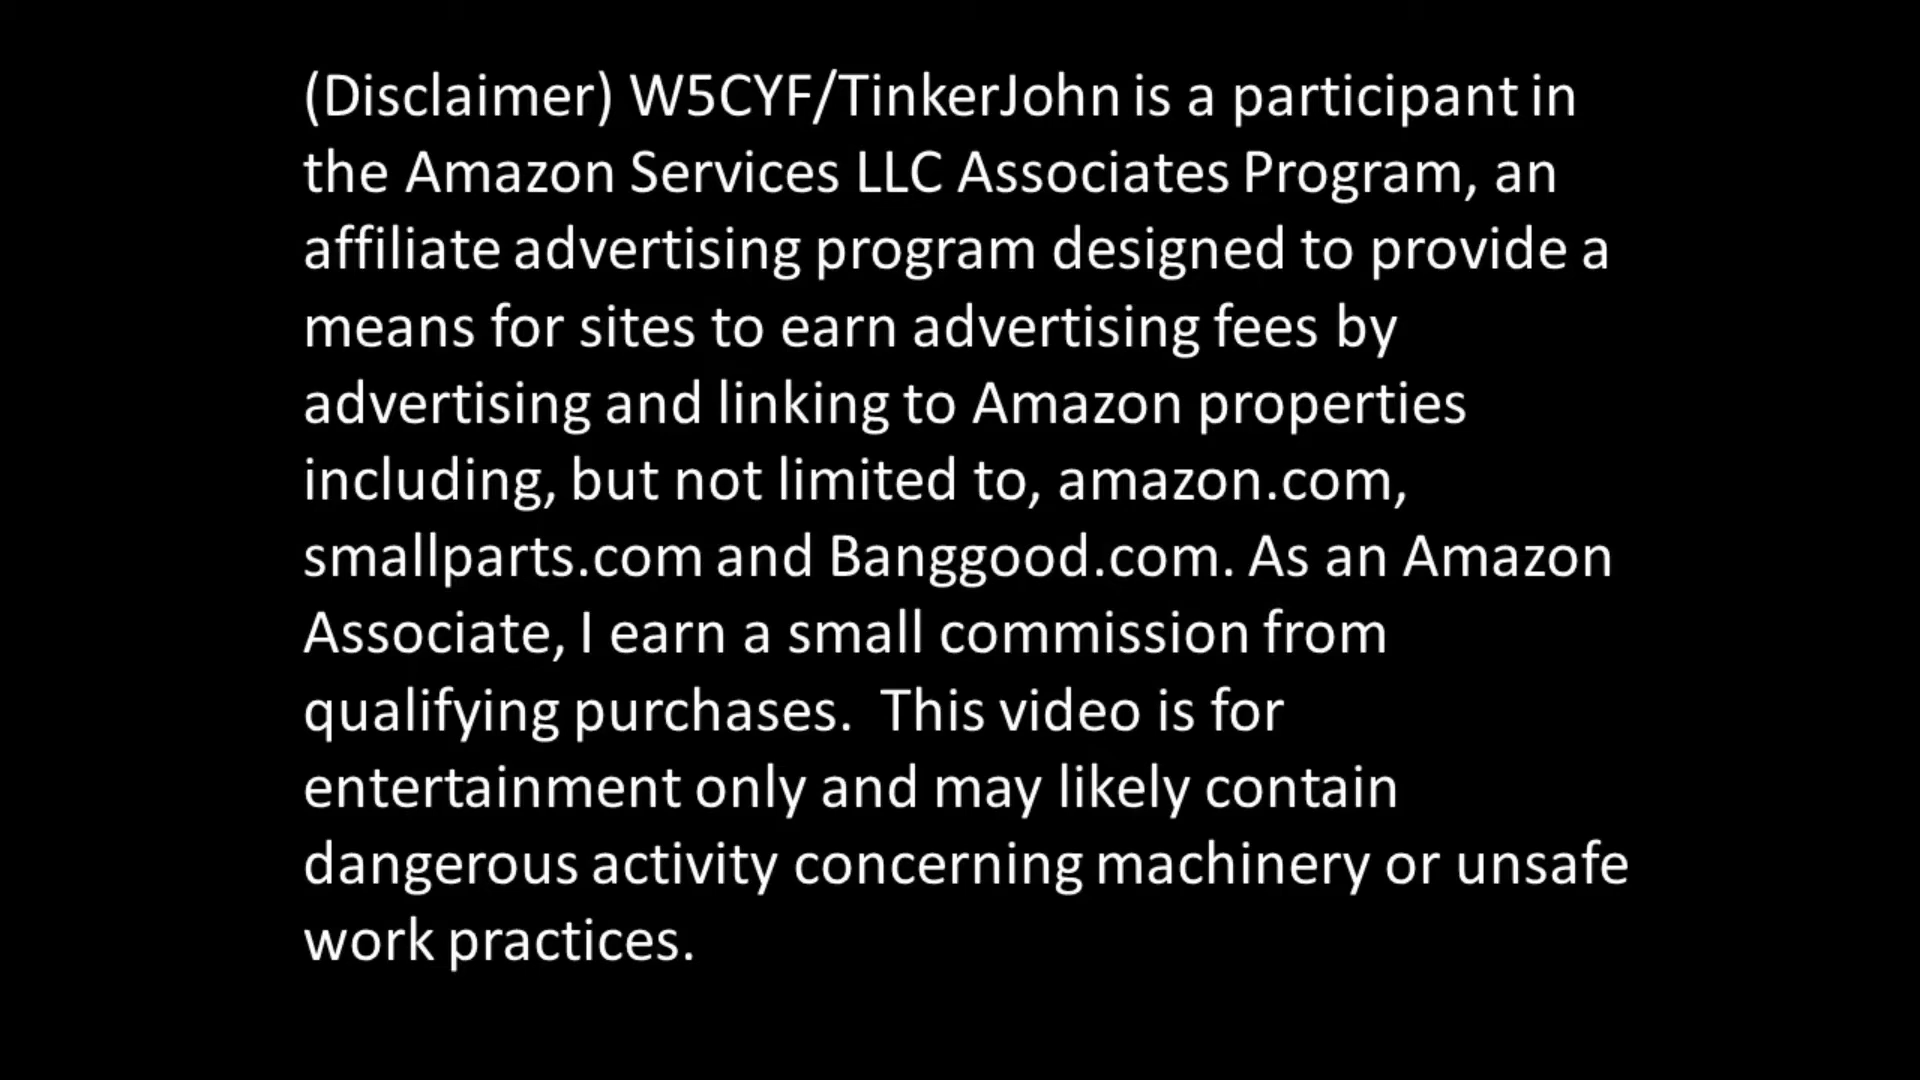 (Disclaimer) W5CYF/TinkerJohn is a participant in
the Amazon Services LLC Associates Program, an
affiliate advertising program designed to provide a
means for sites to earn advertising fees by
advertising and linking to Amazon properties
including, but not limited to, amazon.com,
smallparts.com and Banggood.com. As an Amazon
Associate, I earn a small commission from
qualifying purchases.  This video is for
entertainment only and may likely contain
dangerous activity concerning machinery or unsafe
work practices.